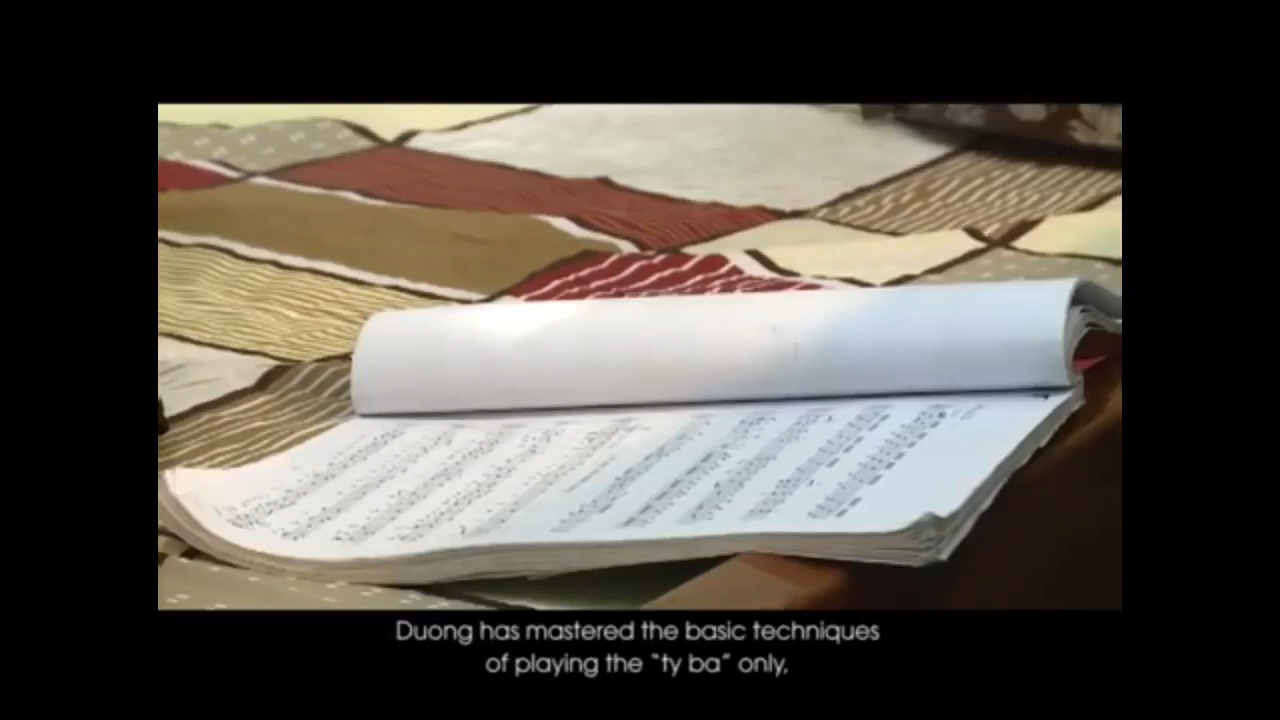 Duong has mastered the basic techniques
of playing the “ty ba” only,